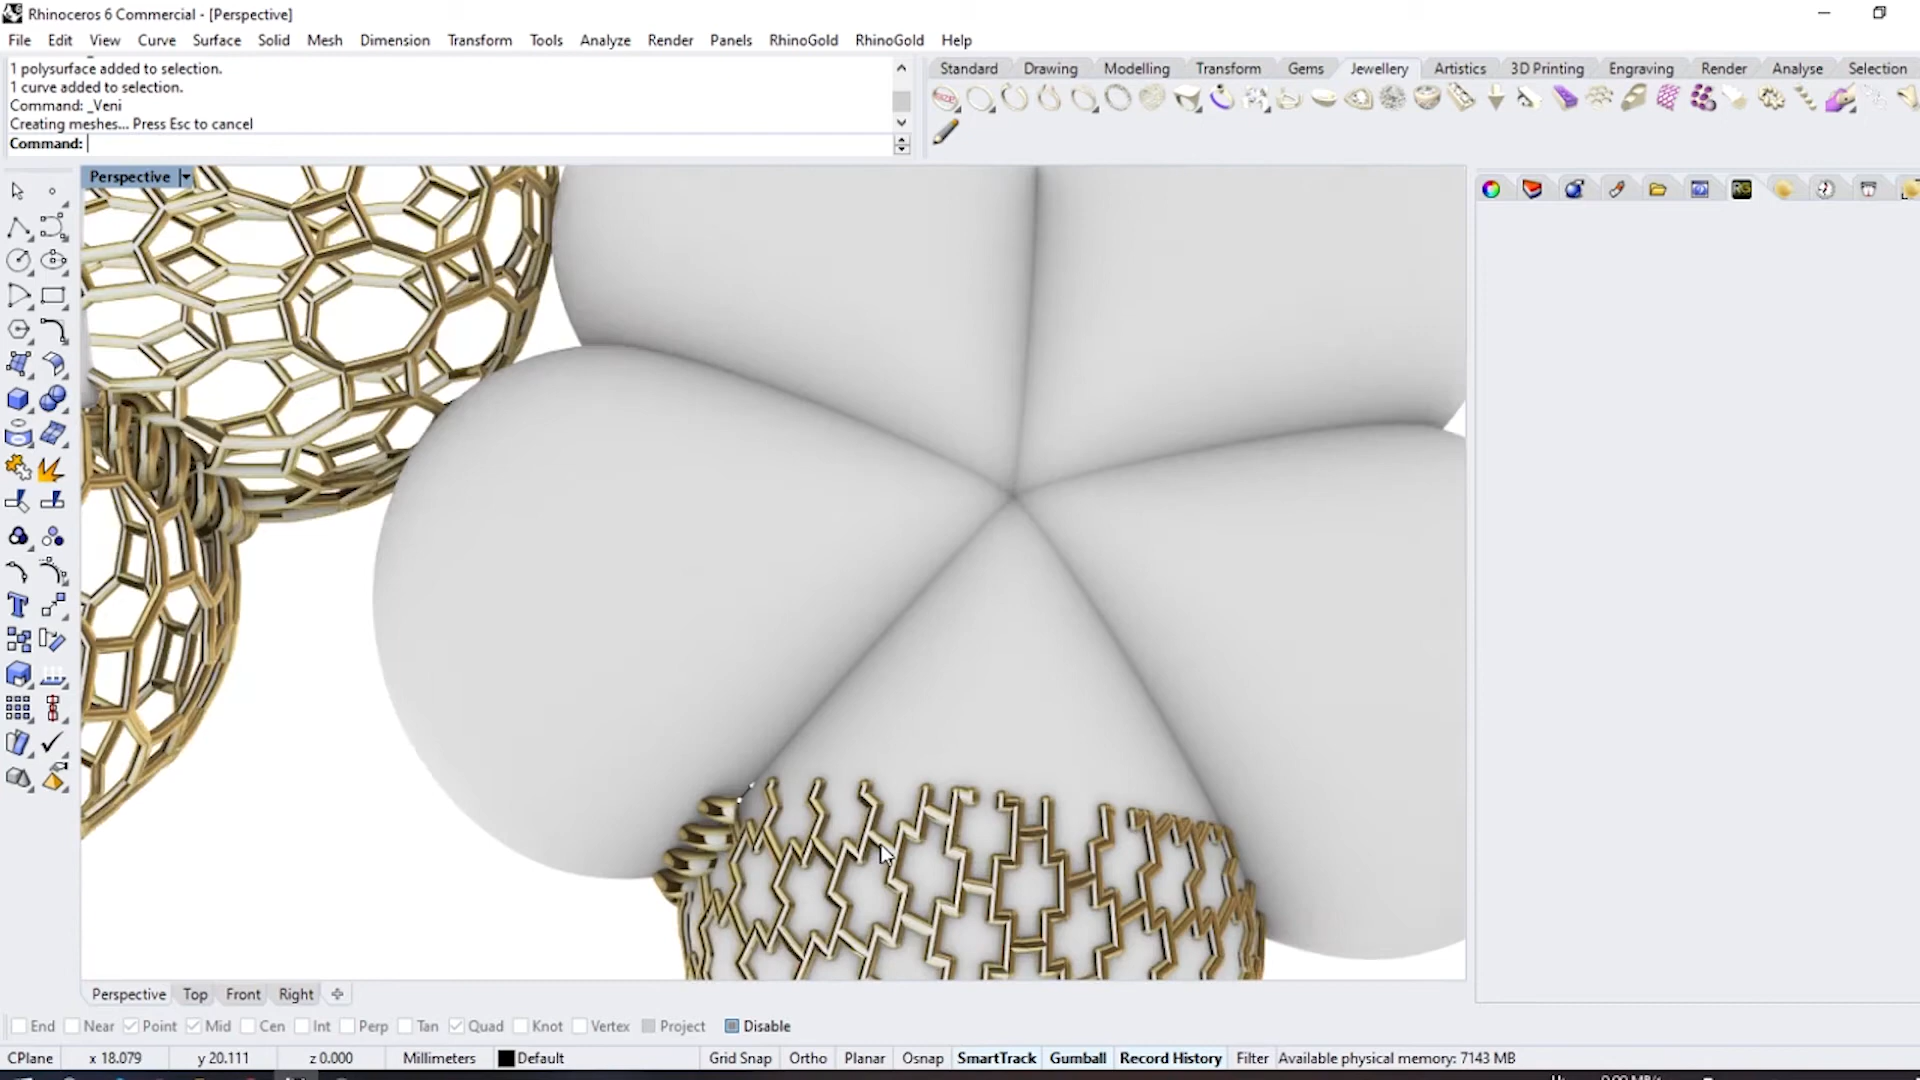 Rhinoceros 6 Commercial - [Perspective]
File Edit View Curve Surface Solid Mesh Dimension Transform Tools Analyze Render Panels RhinoGold RhinoGold Help
1 polysurface added to selection.
1 curve added to selection.
Command: _Veni
Creating meshes... Press Esc to cancel
Command:
Standard Drawing Modelling Transform Gems Jewellery Artistics 3D Printing Engraving Render Analyse Selection
Perspective
RG
Perspective Top Front Right
End Near Point Mid Cen Int Perp Tan Quad Knot Vertex Project Disable
CPlane x 18.079 y 20.111 z 0.000 Millimeters Default Grid Snap Ortho Planar Osnap SmartTrack Gumball Record History Filter Available physical memory: 7143 MB